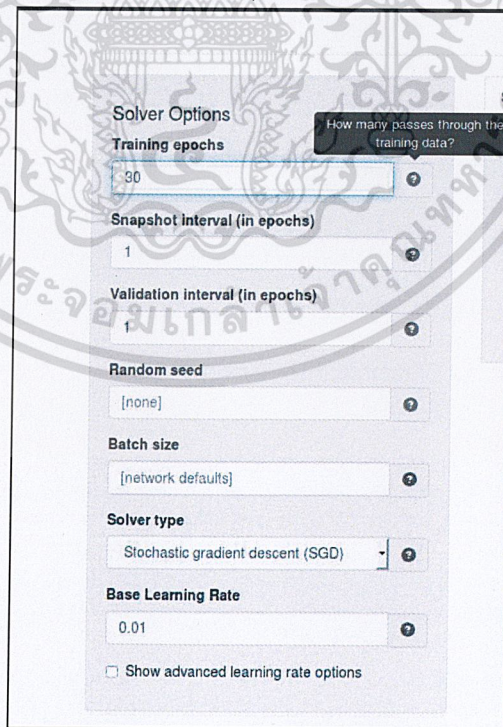 Solver Options
How many passes through the
training data?
Training epochs
30
Snapshot interval (in epochs)
1
Validation interval (in epochs)
1
Random seed
[none]
Batch size
[network defaults]
Solver type
Stochastic gradient descent (SGD)
Base Learning Rate
0.01
Show advanced learning rate options